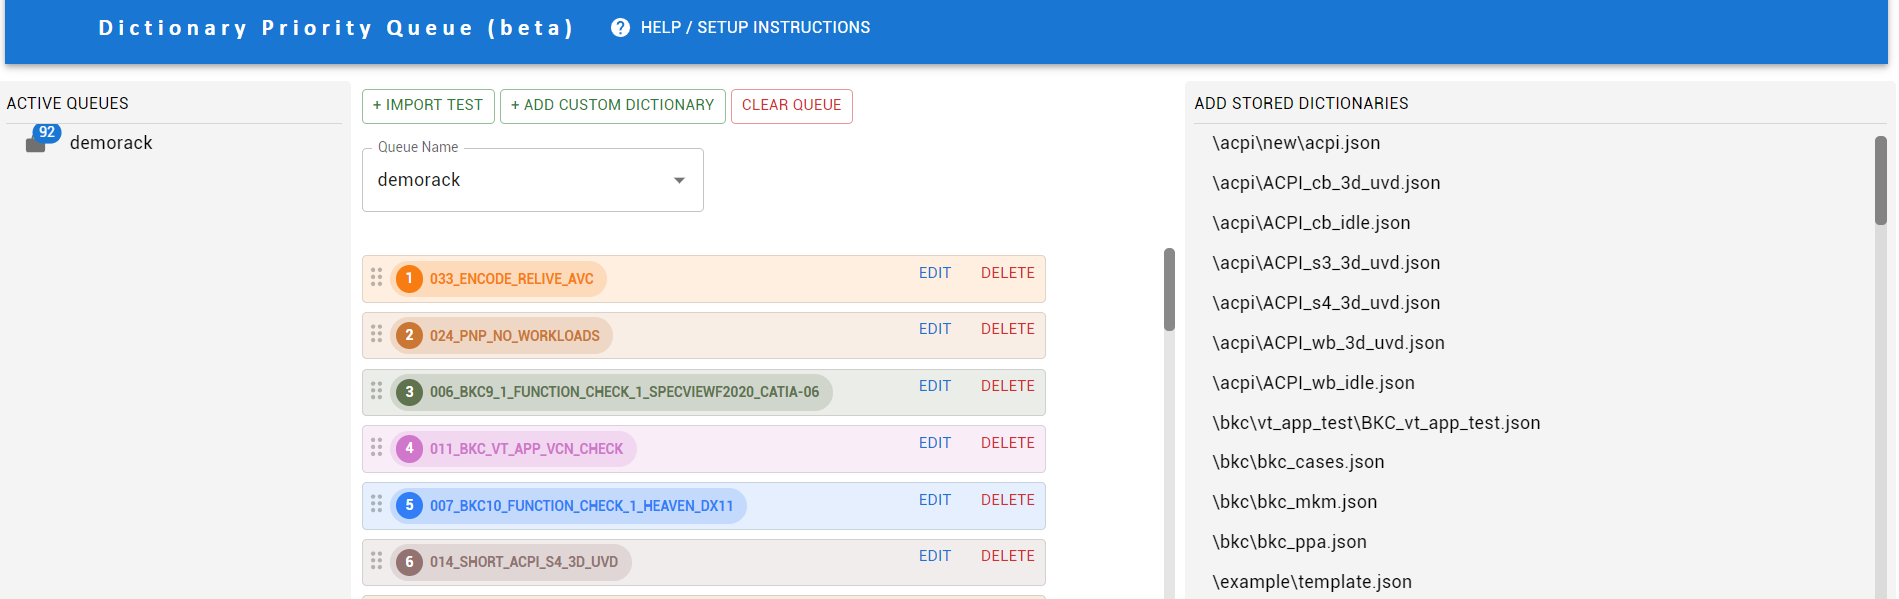 Dictionary Priority Queue (beta)
? HELP / SETUP INSTRUCTIONS
ACTIVE QUEUES
92
demorack
+ IMPORT TEST
+ ADD CUSTOM DICTIONARY
CLEAR QUEUE
Queue Name
demorack
1 033_ENCODE_RELIVE_AVC EDIT DELETE
2 024_PNP_NO_WORKLOADS EDIT DELETE
3 006_BKC9_1_FUNCTION_CHECK_1_SPECVIEWF2020_CATIA-06 EDIT DELETE
4 011_BKC_VT_APP_VCN_CHECK EDIT DELETE
5 007_BKC10_FUNCTION_CHECK_1_HEAVEN_DX11 EDIT DELETE
6 014_SHORT_ACPI_S4_3D_UVD EDIT DELETE
ADD STORED DICTIONARIES
\acpi\new\acpi.json
\acpi\ACPI_cb_3d_uvd.json
\acpi\ACPI_cb_idle.json
\acpi\ACPI_s3_3d_uvd.json
\acpi\ACPI_s4_3d_uvd.json
\acpi\ACPI_wb_3d_uvd.json
\acpi\ACPI_wb_idle.json
\bkc\vt_app_test\BKC_vt_app_test.json
\bkc\bkc_cases.json
\bkc\bkc_mkm.json
\bkc\bkc_ppa.json
\example\template.json